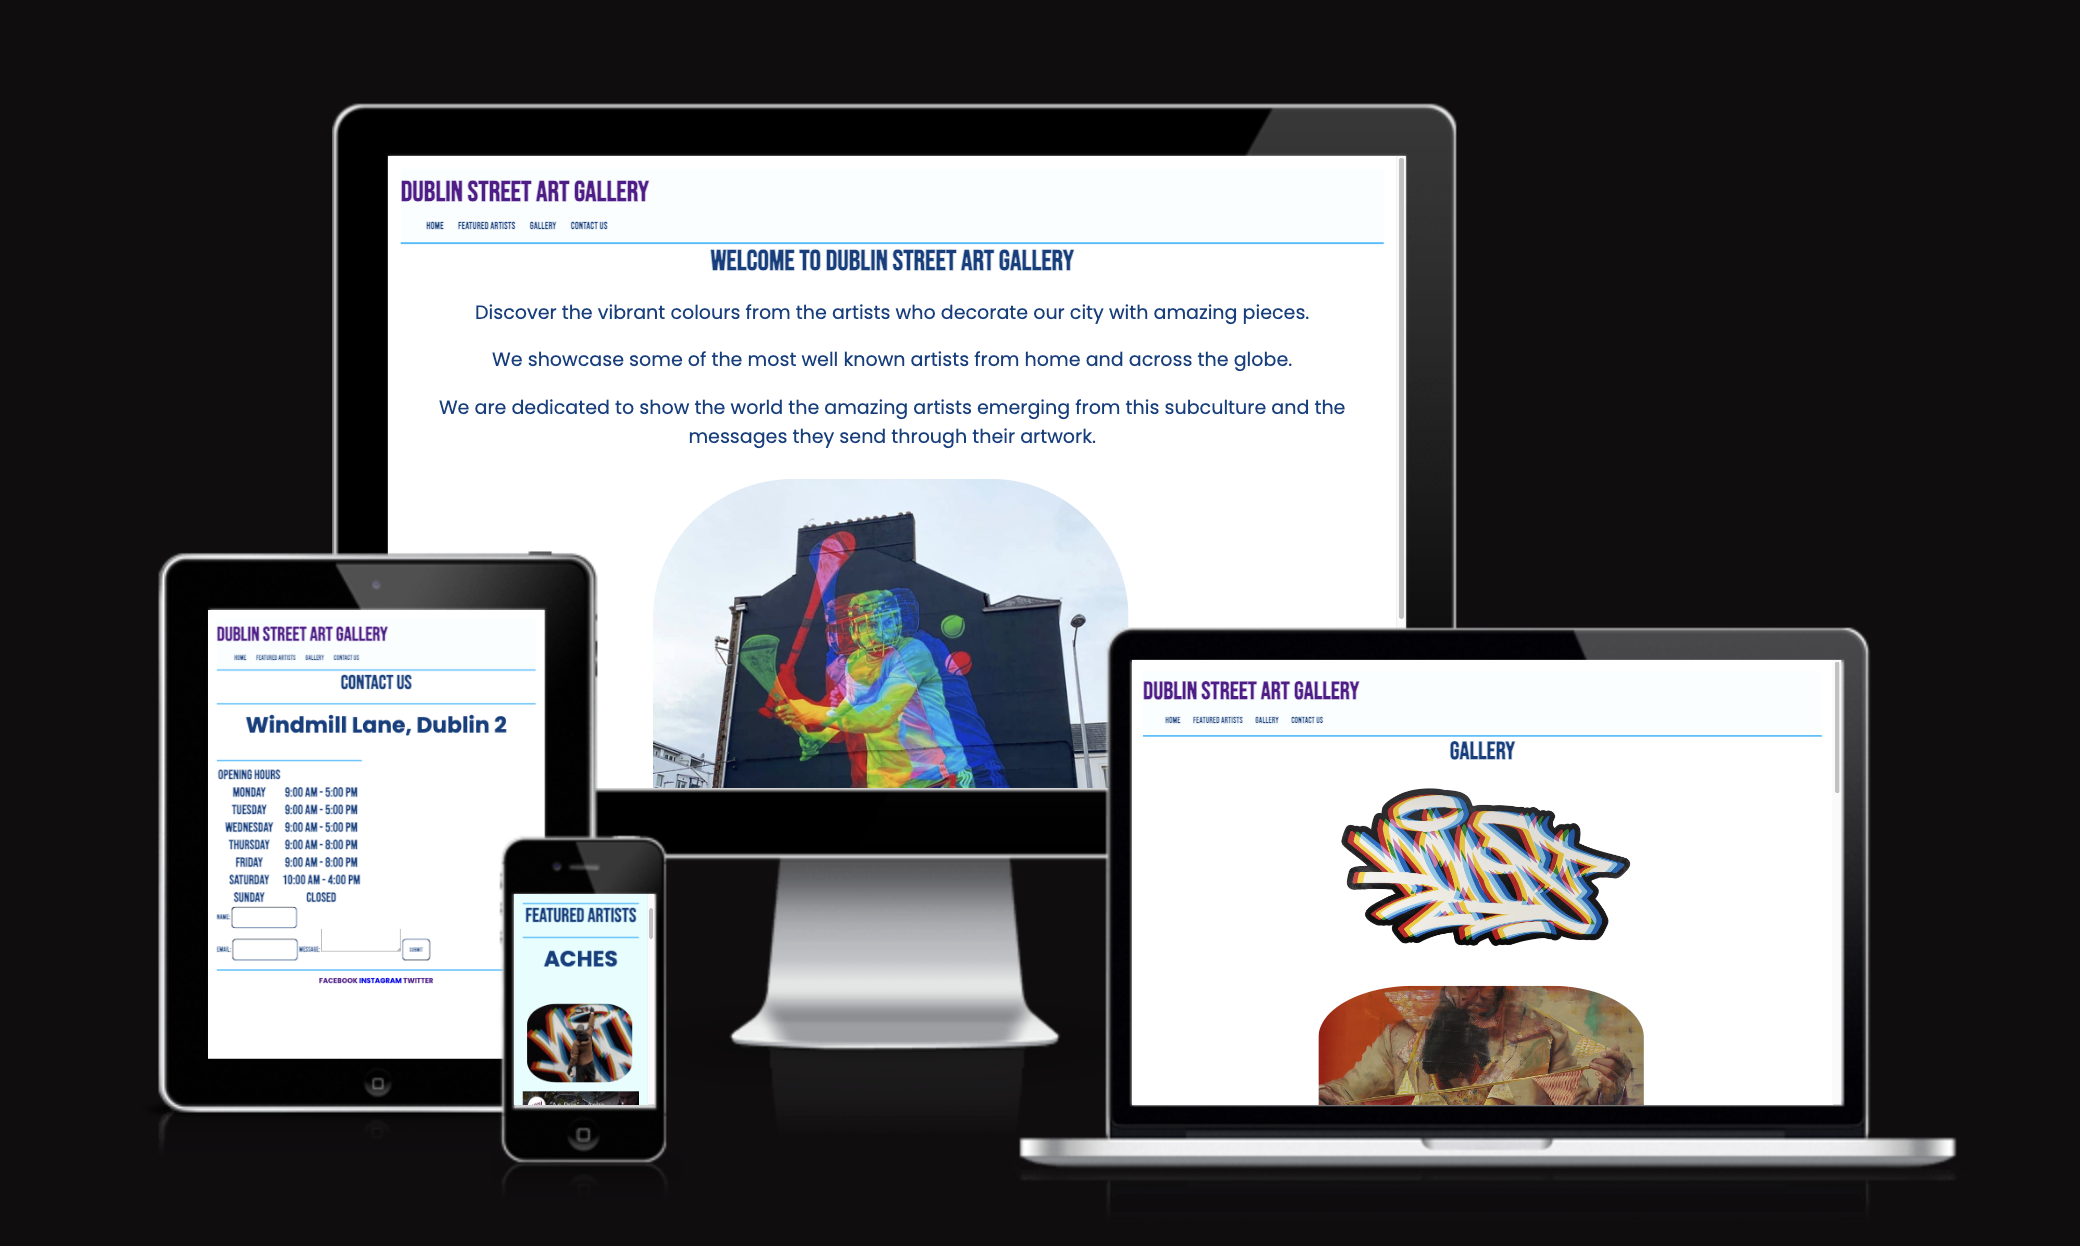 DUBLIN STREET ART GALLERY
HOME FEATURED ARTISTS GALLERY CONTACT US
WELCOME TO DUBLIN STREET ART GALLERY
Discover the vibrant colours from the artists who decorate our city with amazing pieces.
We showcase some of the most well known artists from home and across the globe.
We are dedicated to show the world the amazing artists emerging from this subculture and the
messages they send through their artwork.
DUBLIN STREET ART GALLERY
HOME FEATURED ARTISTS GALLERY CONTACT US
CONTACT US
Windmill Lane, Dublin 2
OPENING HOURS
MONDAY 9:00 AM - 5:00 PM
TUESDAY 9:00 AM - 5:00 PM
WEDNESDAY 9:00 AM - 5:00 PM
THURSDAY 9:00 AM - 8:00 PM
FRIDAY 9:00 AM - 8:00 PM
SATURDAY 10:00 AM - 4:00 PM
SUNDAY CLOSED
NAME:
EMAIL: MESSAGE: SUBMIT
FACEBOOK INSTAGRAM TWITTER
FEATURED ARTISTS
ACHES
DUBLIN STREET ART GALLERY
HOME FEATURED ARTISTS GALLERY CONTACT US
GALLERY